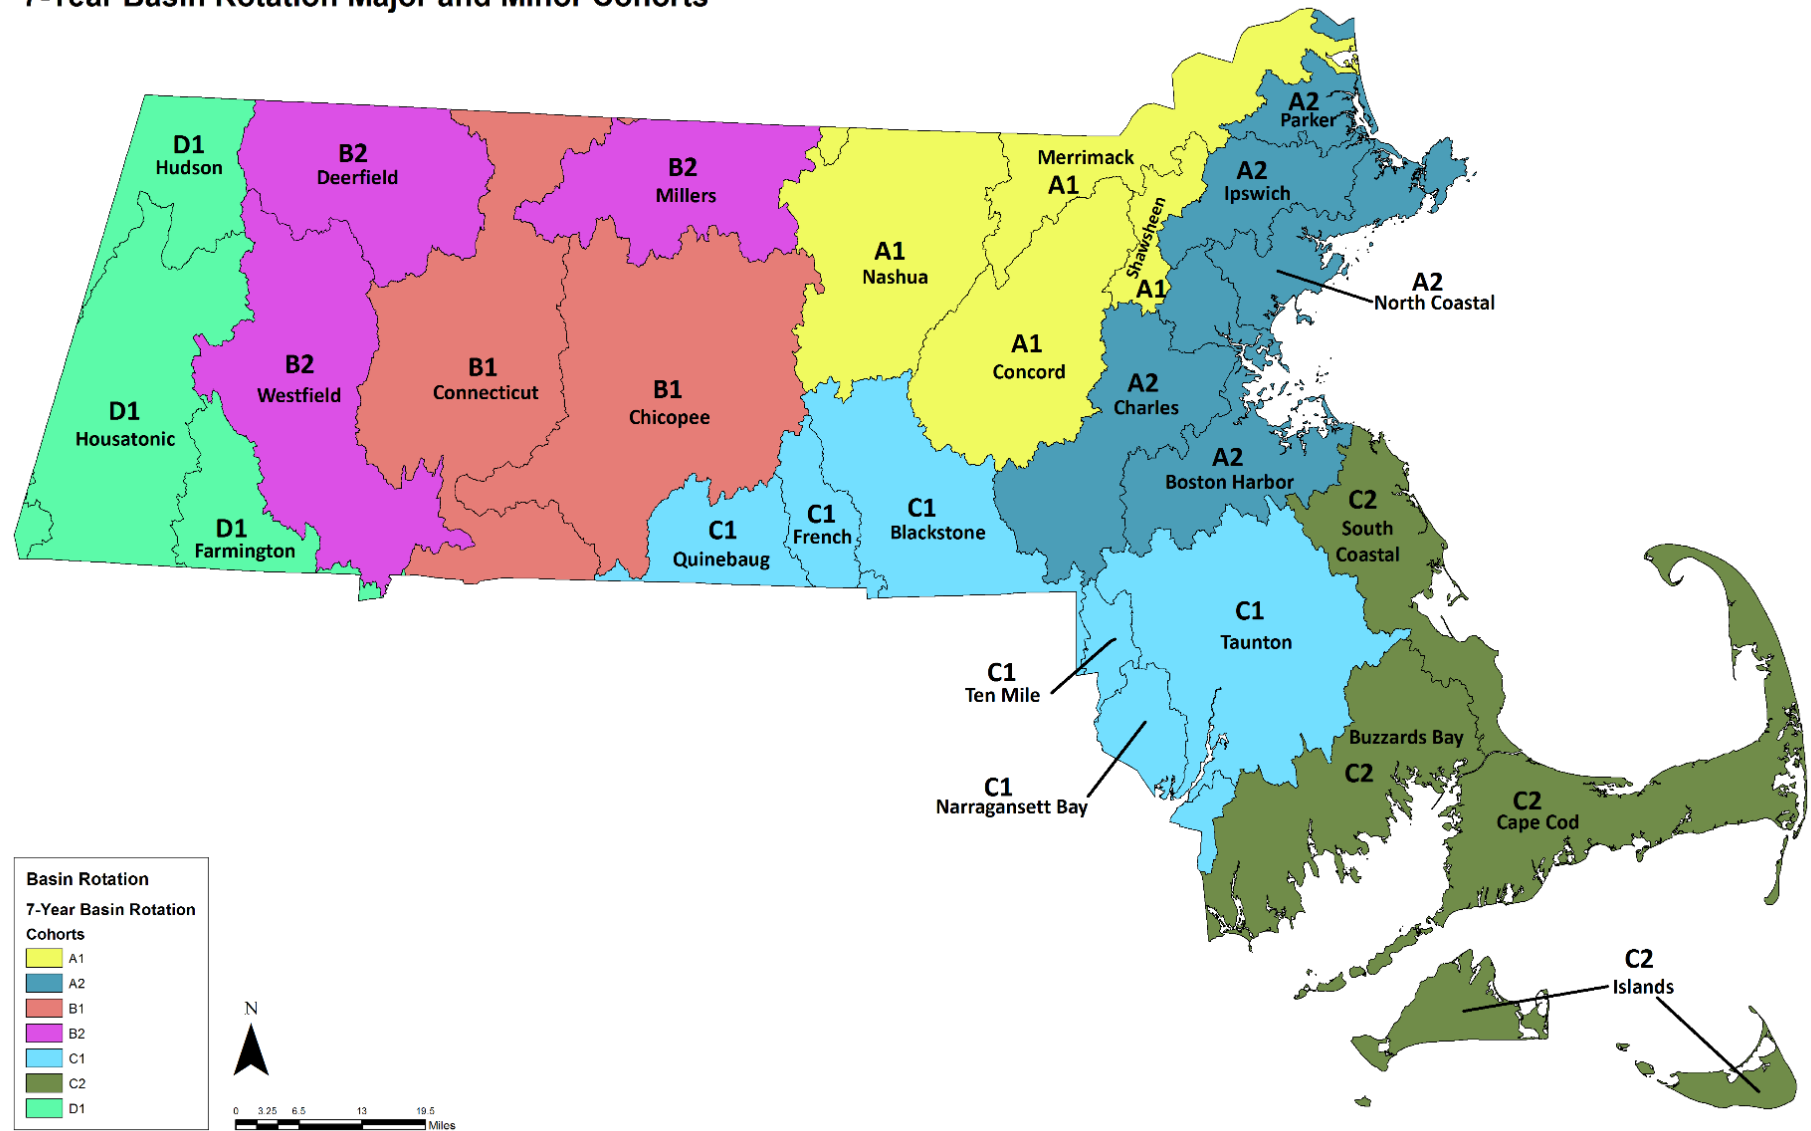 7-Year Basin Rotation Major and Minor Cohorts
D1
Hudson
B2
Deerfield
B2
Millers
Merrimack
A1
A2
Parker
A2
Ipswich
Shawsheen
A1
A1
Nashua
A2
North Coastal
A1
Concord
B2
Westfield
B1
Connecticut
B1
Chicopee
A2
Charles
D1
Housatonic
A2
Boston Harbor
D1
Farmington
C1
Quinebaug
C1
French
C1
Blackstone
C2
South
Coastal
C1
Taunton
C1
Ten Mile
Buzzards Bay
C2
C1
Narragansett Bay
C2
Cape Cod
C2
Islands
Basin Rotation
7-Year Basin Rotation
Cohorts
A1
A2
B1
B2
C1
C2
D1
N
0 3.25 6.5 13 19.5
Miles